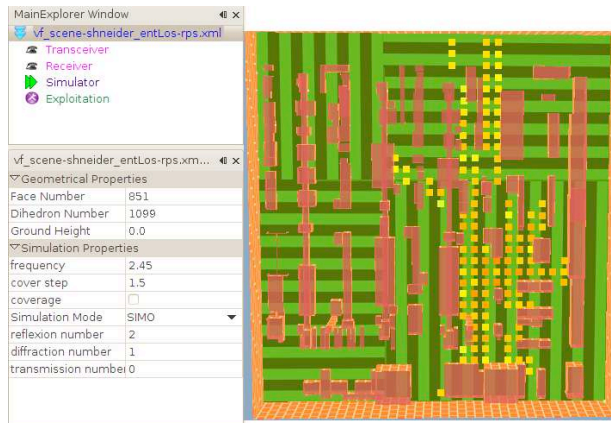 MainExplorer Window
vf_scene-shneider_entLos-rps.xml
Transceiver
Receiver
Simulator
Exploitation
vf_scene-shneider_entLos-rps.xm...
Geometrical Properties
Face Number 851
Dihedron Number 1099
Ground Height 0.0
Simulation Properties
frequency 2.45
cover step 1.5
coverage
Simulation Mode SIMO
reflexion number 2
diffraction number 1
transmission number 0